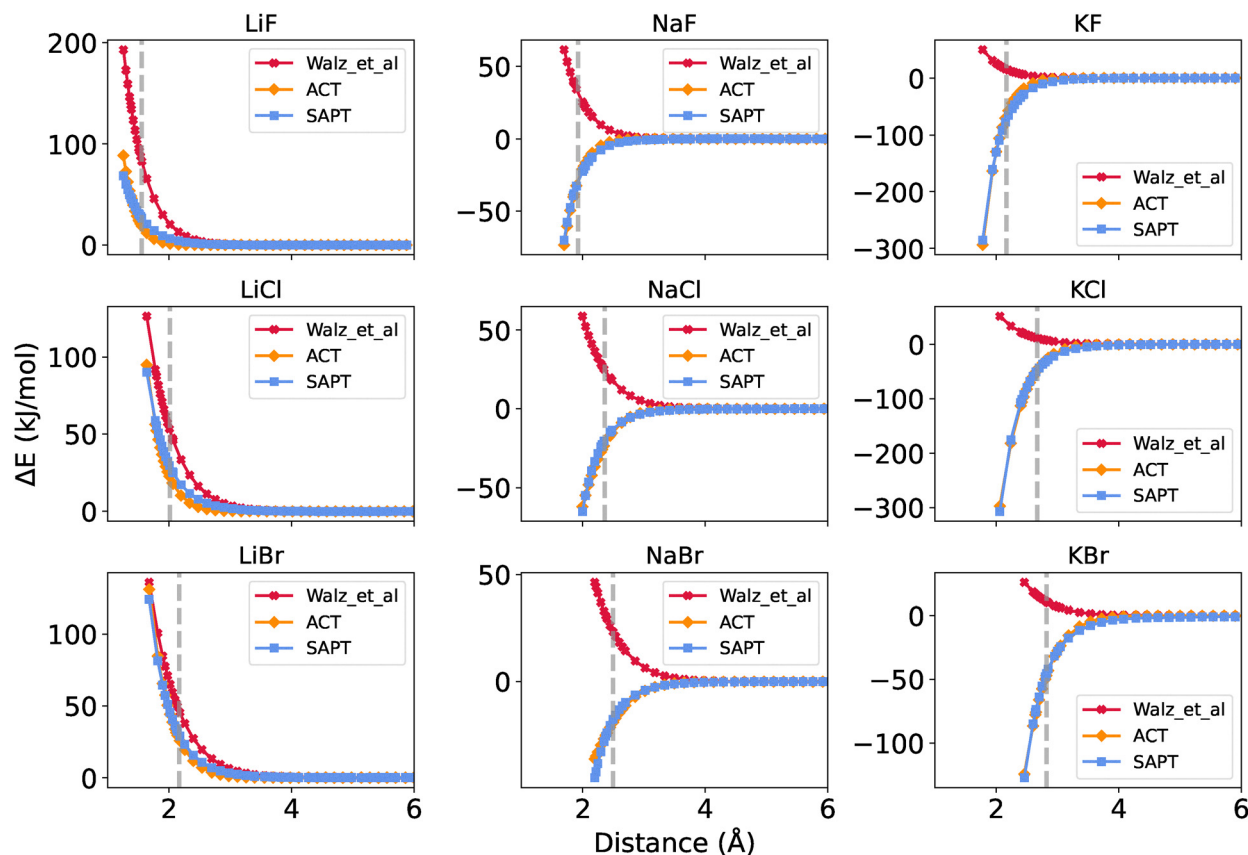 LiF
NaF
KF
200
100
0
Walz_et_al
ACT
SAPT
50
0
−50
Walz_et_al
ACT
SAPT
0
−100
−200
−300
Walz_et_al
ACT
SAPT
LiCl
NaCl
KCl
ΔE (kJ/mol)
100
50
0
Walz_et_al
ACT
SAPT
50
0
−50
Walz_et_al
ACT
SAPT
0
−100
−200
−300
Walz_et_al
ACT
SAPT
LiBr
NaBr
KBr
100
50
0
Walz_et_al
ACT
SAPT
50
0
Walz_et_al
ACT
SAPT
0
−50
−100
Walz_et_al
ACT
SAPT
2 4 6
2 4 6
2 4 6
Distance (Å)